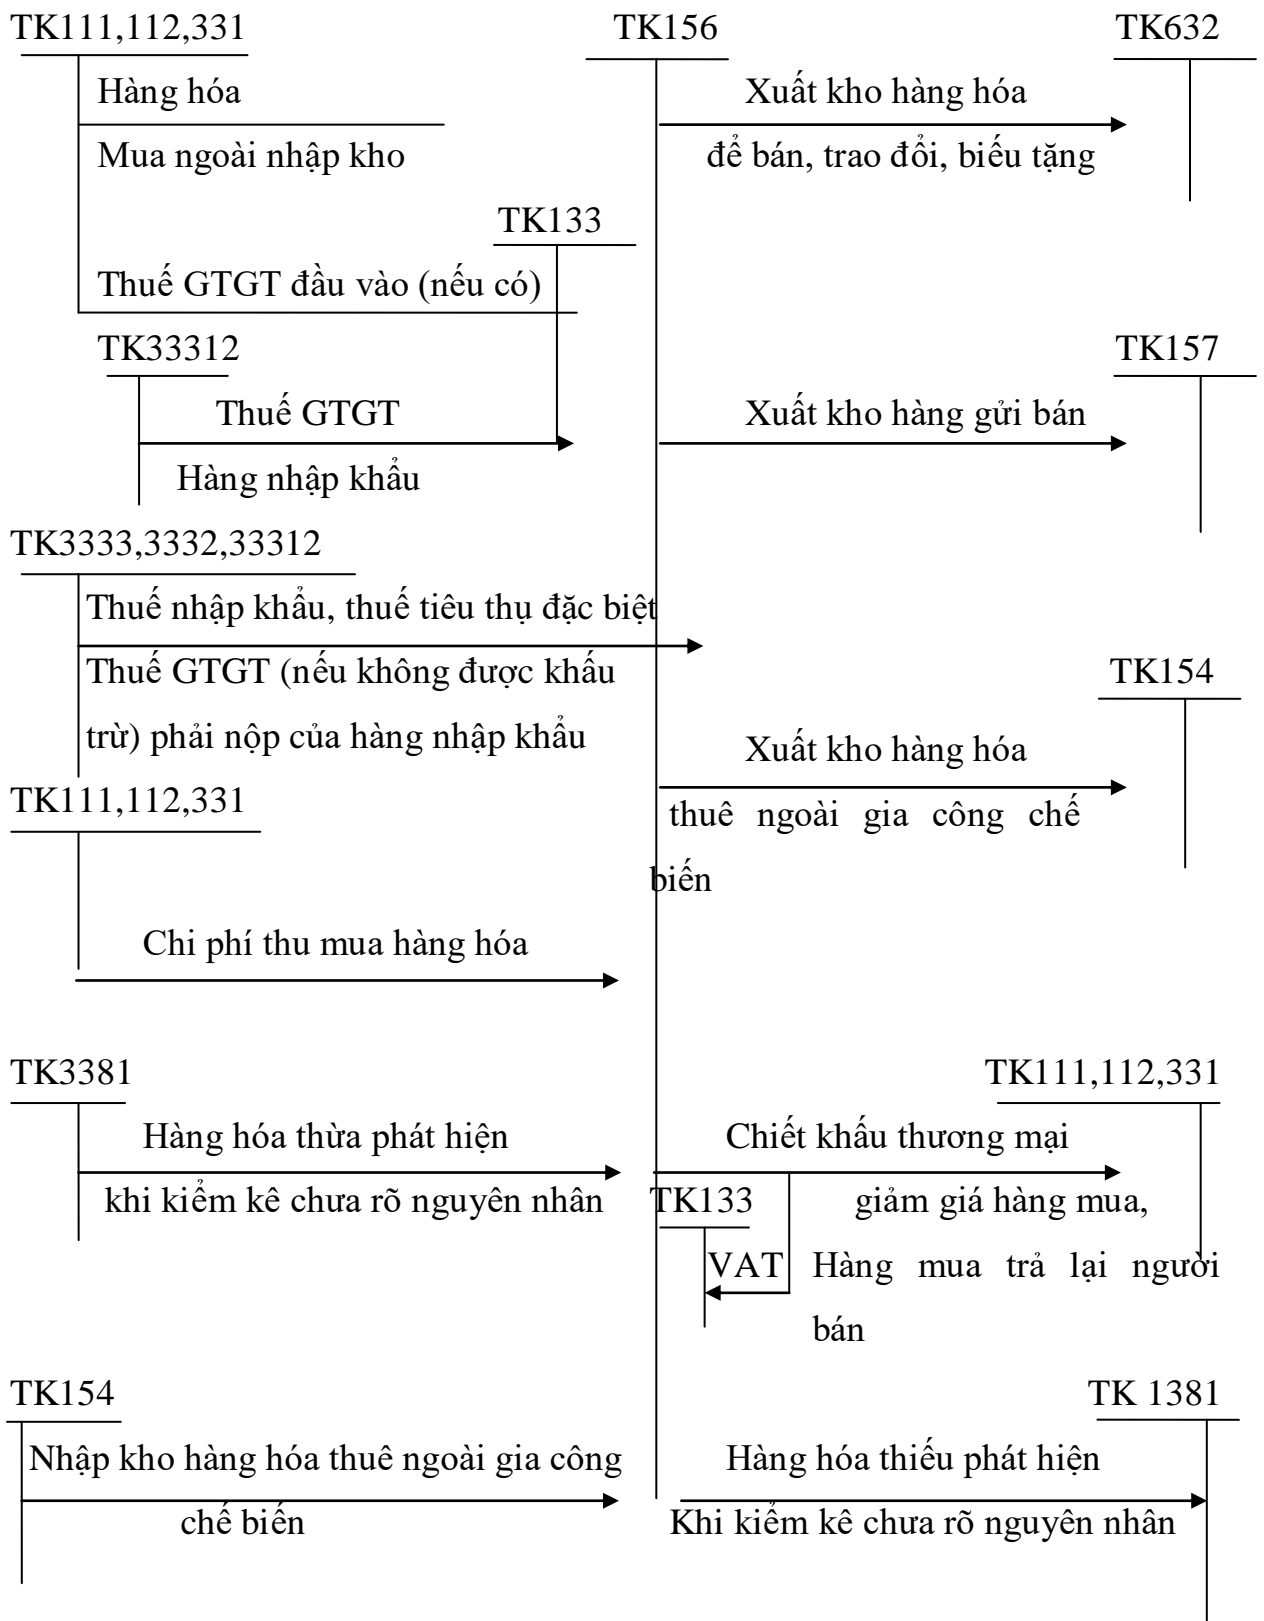 TK111,112,331
TK156
TK632
Hàng hóa
Xuất kho hàng hóa
Mua ngoài nhập kho
để bán, trao đổi, biếu tặng
TK133
Thuế GTGT đầu vào (nếu có)
TK33312
TK157
Thuế GTGT
Xuất kho hàng gửi bán
Hàng nhập khẩu
TK3333,3332,33312
Thuế nhập khẩu, thuế tiêu thụ đặc biệt
Thuế GTGT (nếu không được khấu
TK154
trừ) phải nộp của hàng nhập khẩu
Xuất kho hàng hóa
TK111,112,331
thuê ngoài gia công chế
biến
Chi phí thu mua hàng hóa
TK3381
TK111,112,331
Hàng hóa thừa phát hiện
Chiết khấu thương mại
khi kiểm kê chưa rõ nguyên nhân
TK133
giảm giá hàng mua,
VAT
Hàng mua trả lại người
bán
TK154
TK 1381
Nhập kho hàng hóa thuê ngoài gia công
Hàng hóa thiếu phát hiện
chế biến
Khi kiểm kê chưa rõ nguyên nhân